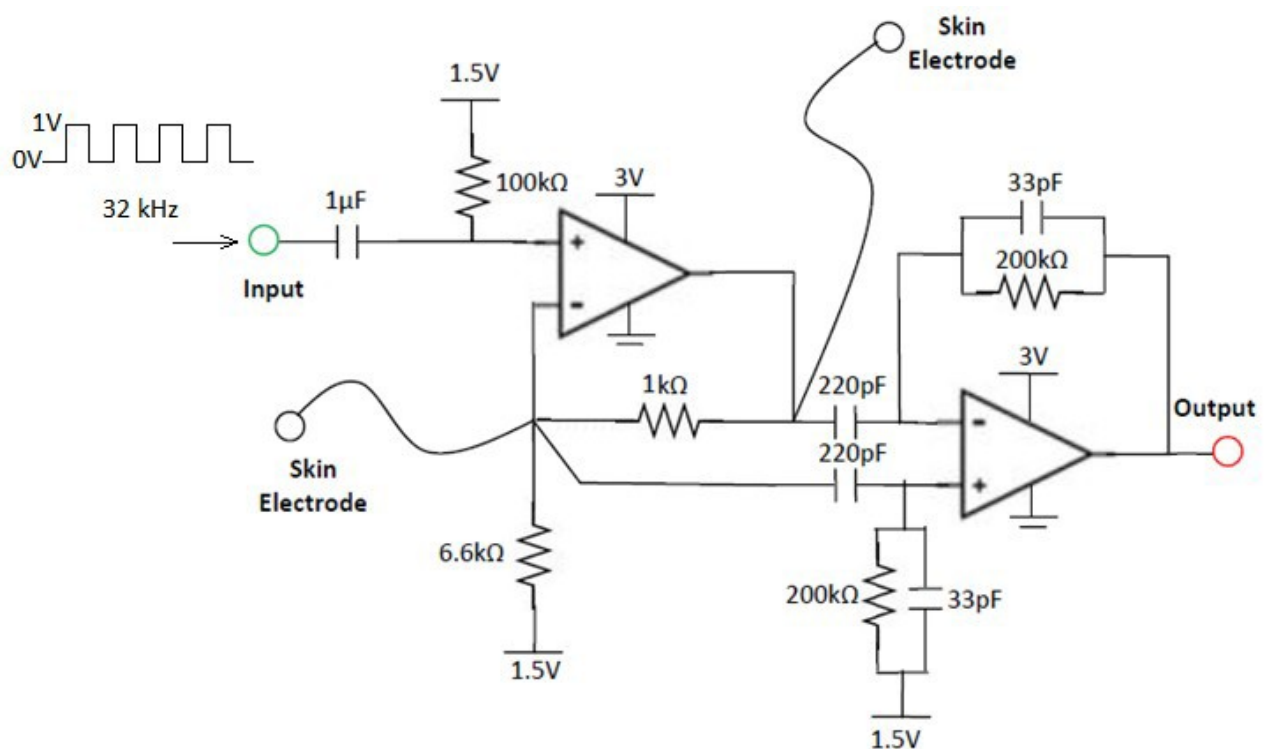 Skin
Electrode
1.5V
1V
0V
100kΩ
3V
33pF
32 kHz
1µF
200kΩ
Input
+
-
3V
1kΩ
220pF
Output
-
220pF
+
Skin
Electrode
6.6kΩ
200kΩ
33pF
1.5V
1.5V